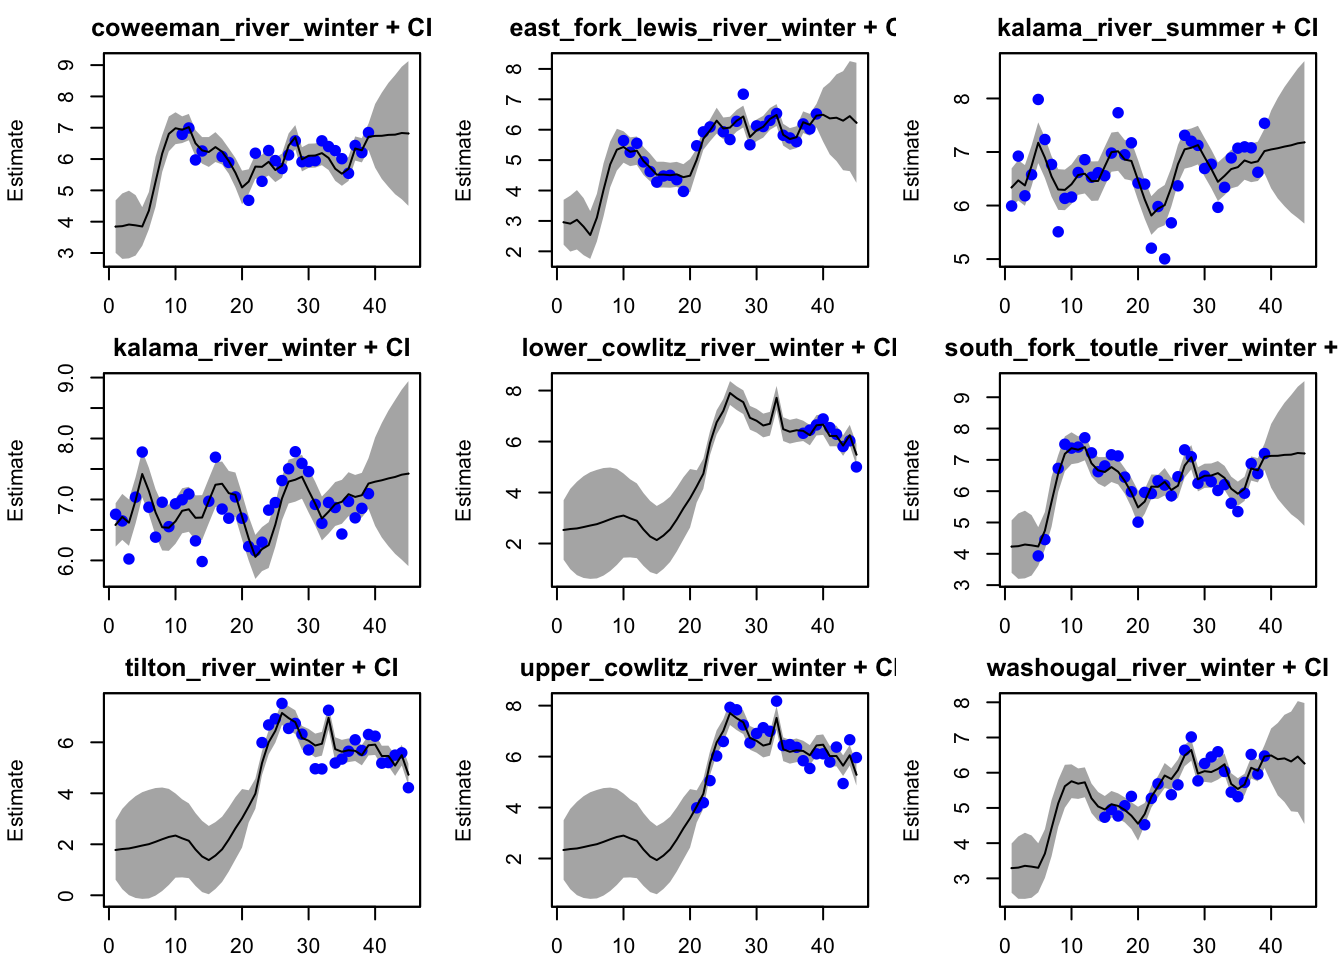 coweeman_river_winter + CI
Estimate
9
8
7
6
5
4
3
0 10 20 30 40
east_fork_lewis_river_winter + C
Estimate
8
7
6
5
4
3
2
0 10 20 30 40
kalama_river_summer + CI
Estimate
8
7
6
5
0 10 20 30 40
kalama_river_winter + CI
Estimate
9.0
8.0
7.0
6.0
0 10 20 30 40
lower_cowlitz_river_winter + CI
Estimate
8
6
4
2
0 10 20 30 40
south_fork_toutle_river_winter +
Estimate
9
8
7
6
5
4
3
0 10 20 30 40
tilton_river_winter + CI
Estimate
6
4
2
0
0 10 20 30 40
upper_cowlitz_river_winter + CI
Estimate
8
6
4
2
0 10 20 30 40
washougal_river_winter + CI
Estimate
8
7
6
5
4
3
0 10 20 30 40